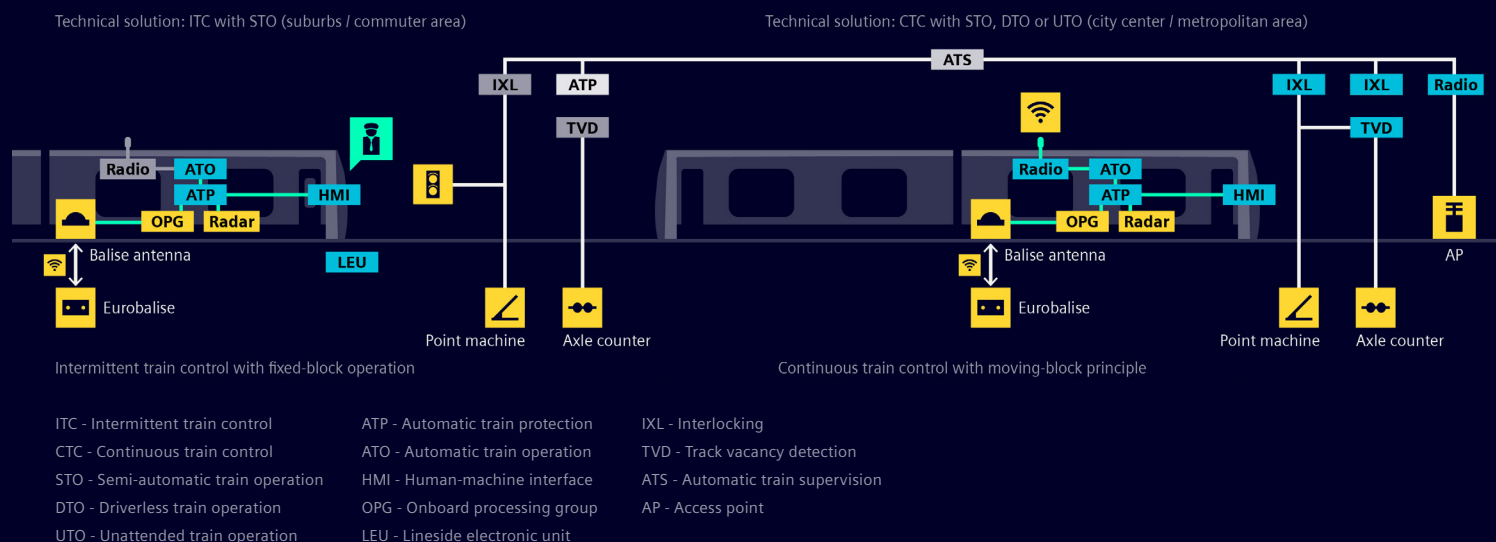 Technical solution: ITC with STO (suburbs / commuter area)
Technical solution: CTC with STO, DTO or UTO (city center / metropolitan area)
ATS
IXL
ATP
IXL
IXL
Radio
TVD
TVD
Radio
ATO
Radio
ATO
ATP
HMI
ATP
HMI
OPG
Radar
OPG
Radar
Balise antenna
LEU
Balise antenna
AP
Eurobalise
Eurobalise
Point machine
Axle counter
Point machine
Axle counter
Intermittent train control with fixed-block operation
Continuous train control with moving-block principle
ITC - Intermittent train control
CTC - Continuous train control
STO - Semi-automatic train operation
DTO - Driverless train operation
UTO - Unattended train operation
ATP - Automatic train protection
ATO - Automatic train operation
HMI - Human-machine interface
OPG - Onboard processing group
LEU - Lineside electronic unit
IXL - Interlocking
TVD - Track vacancy detection
ATS - Automatic train supervision
AP - Access point